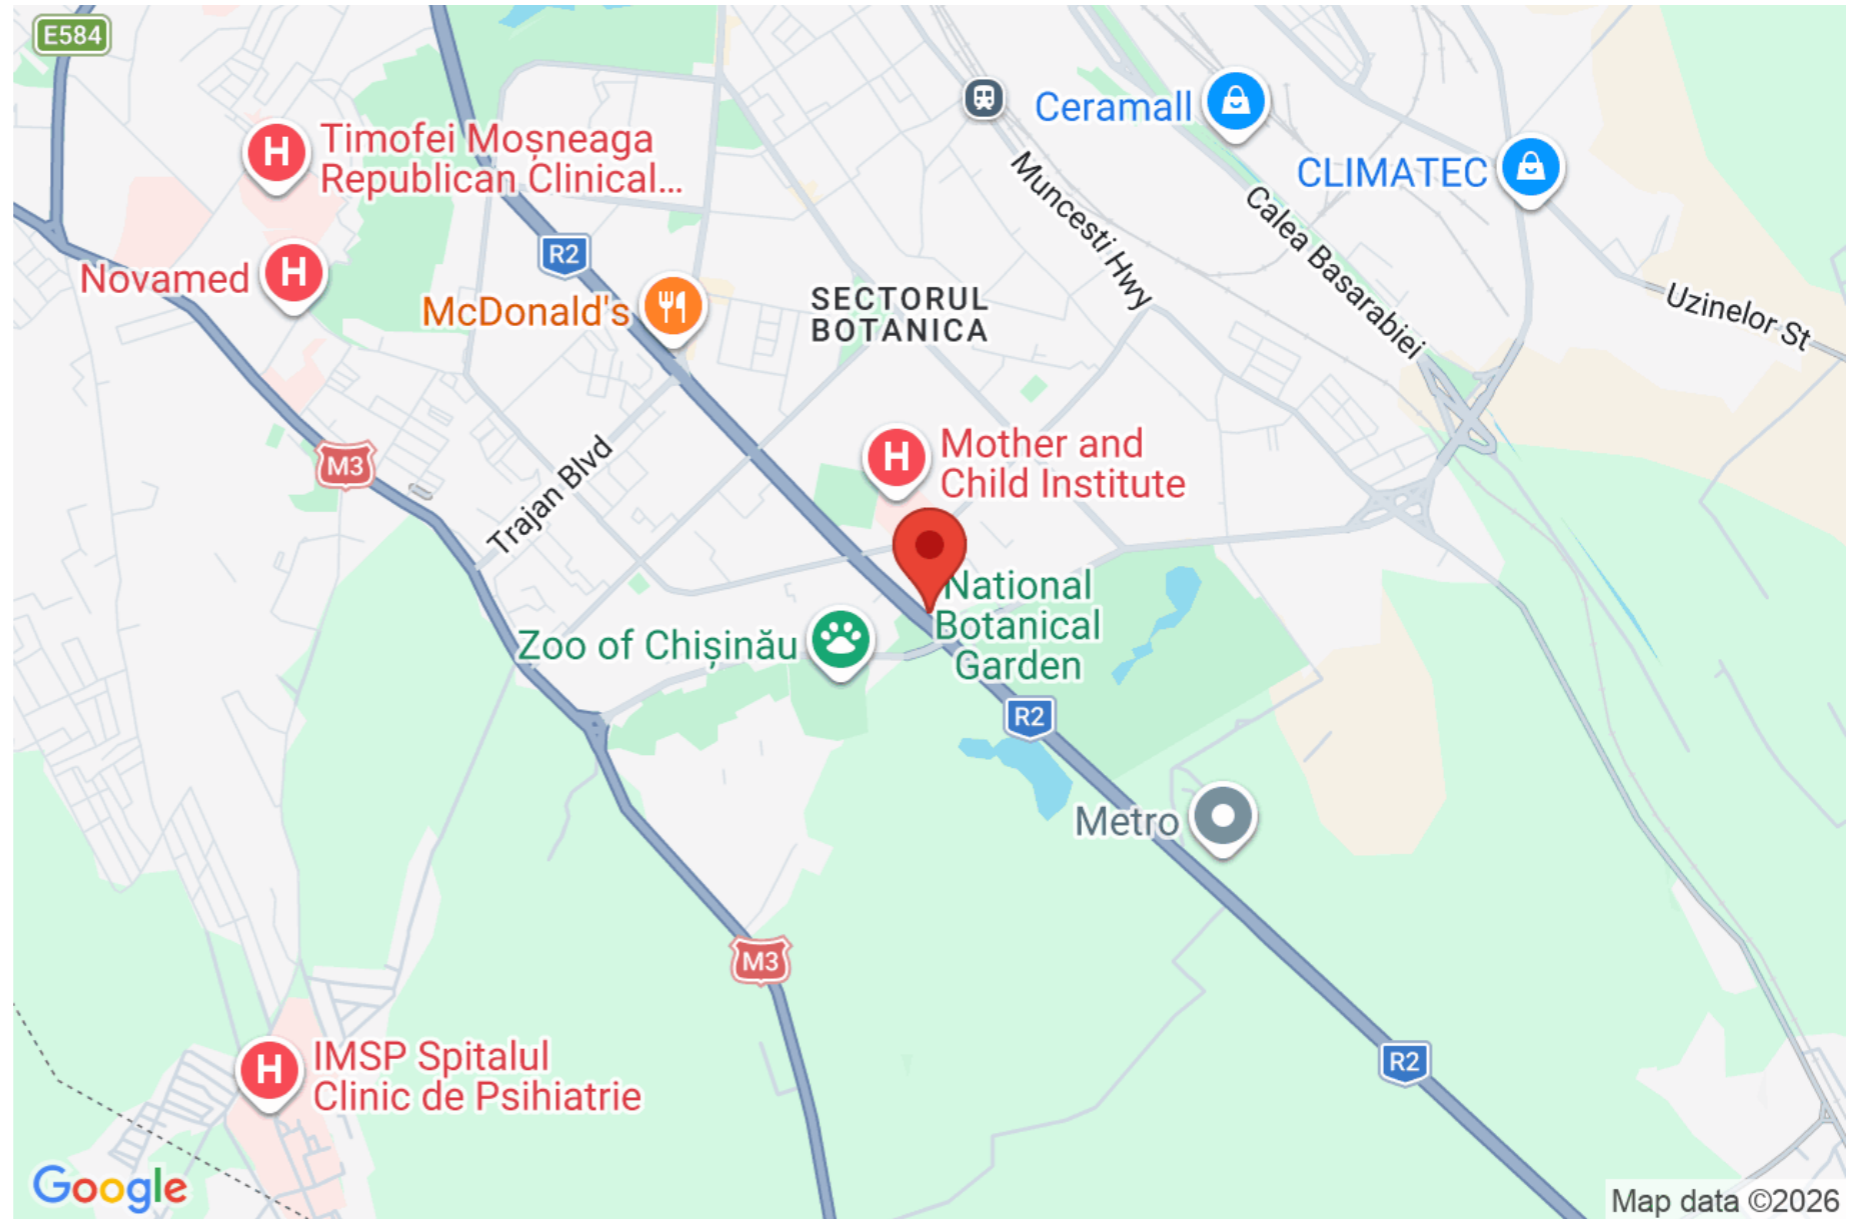 E584
Ceramall
Timofei Moșneaga
Republican Clinical...
CLIMATEC
Muncesti Hwy
Calea Basarabiei
R2
Novamed
McDonald's
SECTORUL
BOTANICA
Uzinelor St
M3
Trajan Blvd
Mother and
Child Institute
National
Botanical
Garden
Zoo of Chișinău
R2
Metro
M3
R2
IMSP Spitalul
Clinic de Psihiatrie
Google
Map data ©2026
H
H
H
H